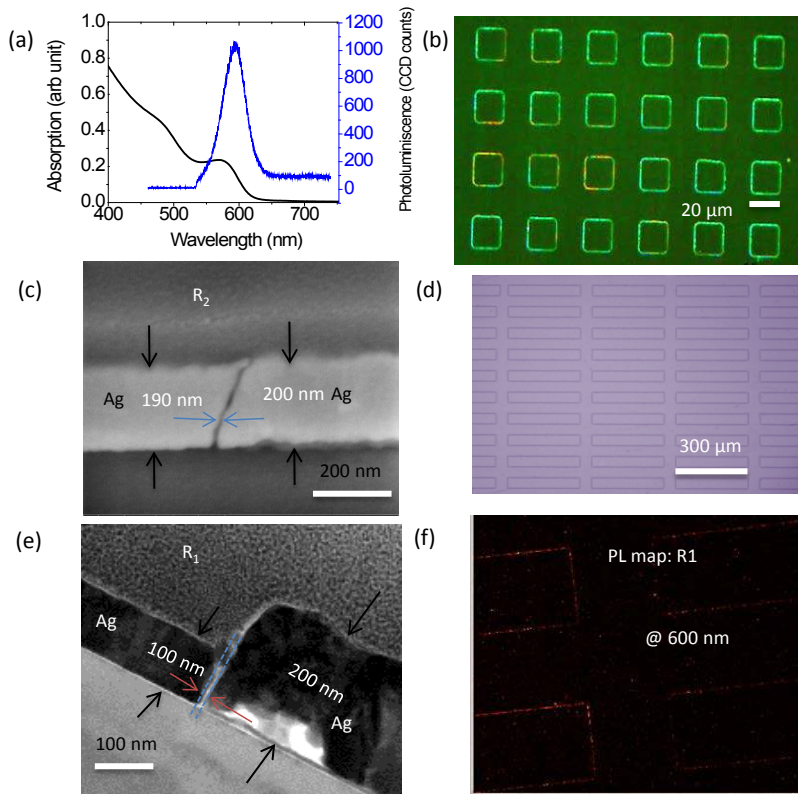 (a)
1.0
0.8
0.6
0.4
0.2
0.0
Absorption (arb unit)
400 500 600 700
Wavelength (nm)
1200
1000
800
600
400
200
0
Photoluminiscence (CCD counts)
(b)
20 µm
(c)
R2
Ag 190 nm 200 nm Ag
200 nm
(d)
300 µm
(e)
R1
Ag
100 nm
200 nm
Ag
100 nm
(f)
PL map: R1
@ 600 nm